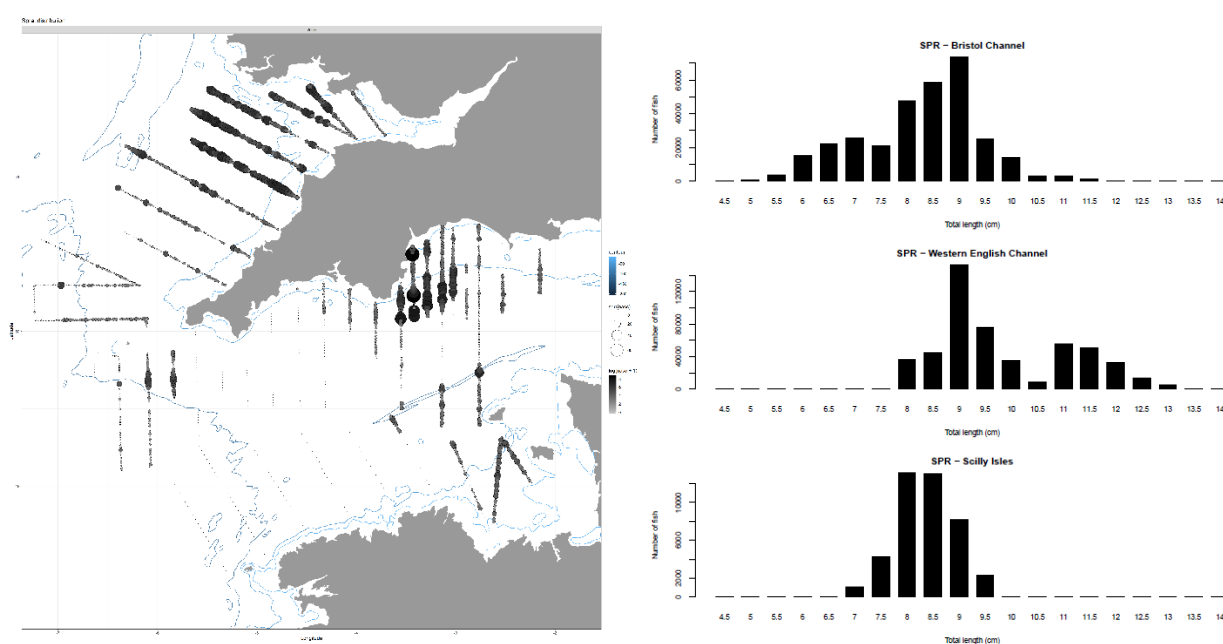 Longitude
SPR − Bristol Channel
Number of fish
0 20000 40000 60000
4.5 5 5.5 6 6.5 7 7.5 8 8.5 9 9.5 10 10.5 11 11.5 12 12.5 13 13.5 14
Total length (cm)
SPR − Western English Channel
Number of fish
0 40000 80000 120000
4.5 5 5.5 6 6.5 7 7.5 8 8.5 9 9.5 10 10.5 11 11.5 12 12.5 13 13.5 14
Total length (cm)
SPR − Scilly Isles
Number of fish
0 2000 6000 10000
4.5 5 5.5 6 6.5 7 7.5 8 8.5 9 9.5 10 10.5 11 11.5 12 12.5 13 13.5 14
Total length (cm)